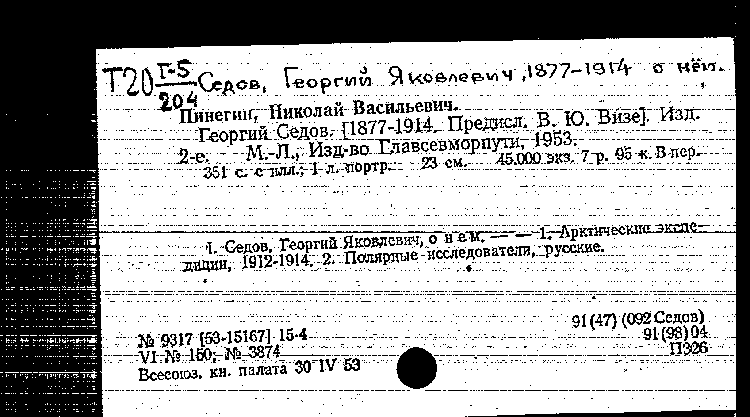 Т20 I-5 Седов, Георгий Яковлевич, 1877-1914 о нём.
204
Пинегин, Николай Васильевич.
Георгий Седов. [1877-1914. Предисл. В. Ю. Визе]. Изд.
2-е. М.-Л., Изд-во Главсевморпути, 1953.
351 с. с илл.; 1 л. портр. 23 см. 45.000 экз. 7 р. 95 к. В пер.
1. Седов, Георгий Яковлевич, о нем. — — 1. Арктические экспе-
диции, 1912-1914. 2. Полярные исследователи, русские.
91(47)(092 Седов)
№ 9317 [53-15167] 15-4 91(98)04
VI № 150; № 3874 П326
Всесоюз. кн. палата 30 IV 53